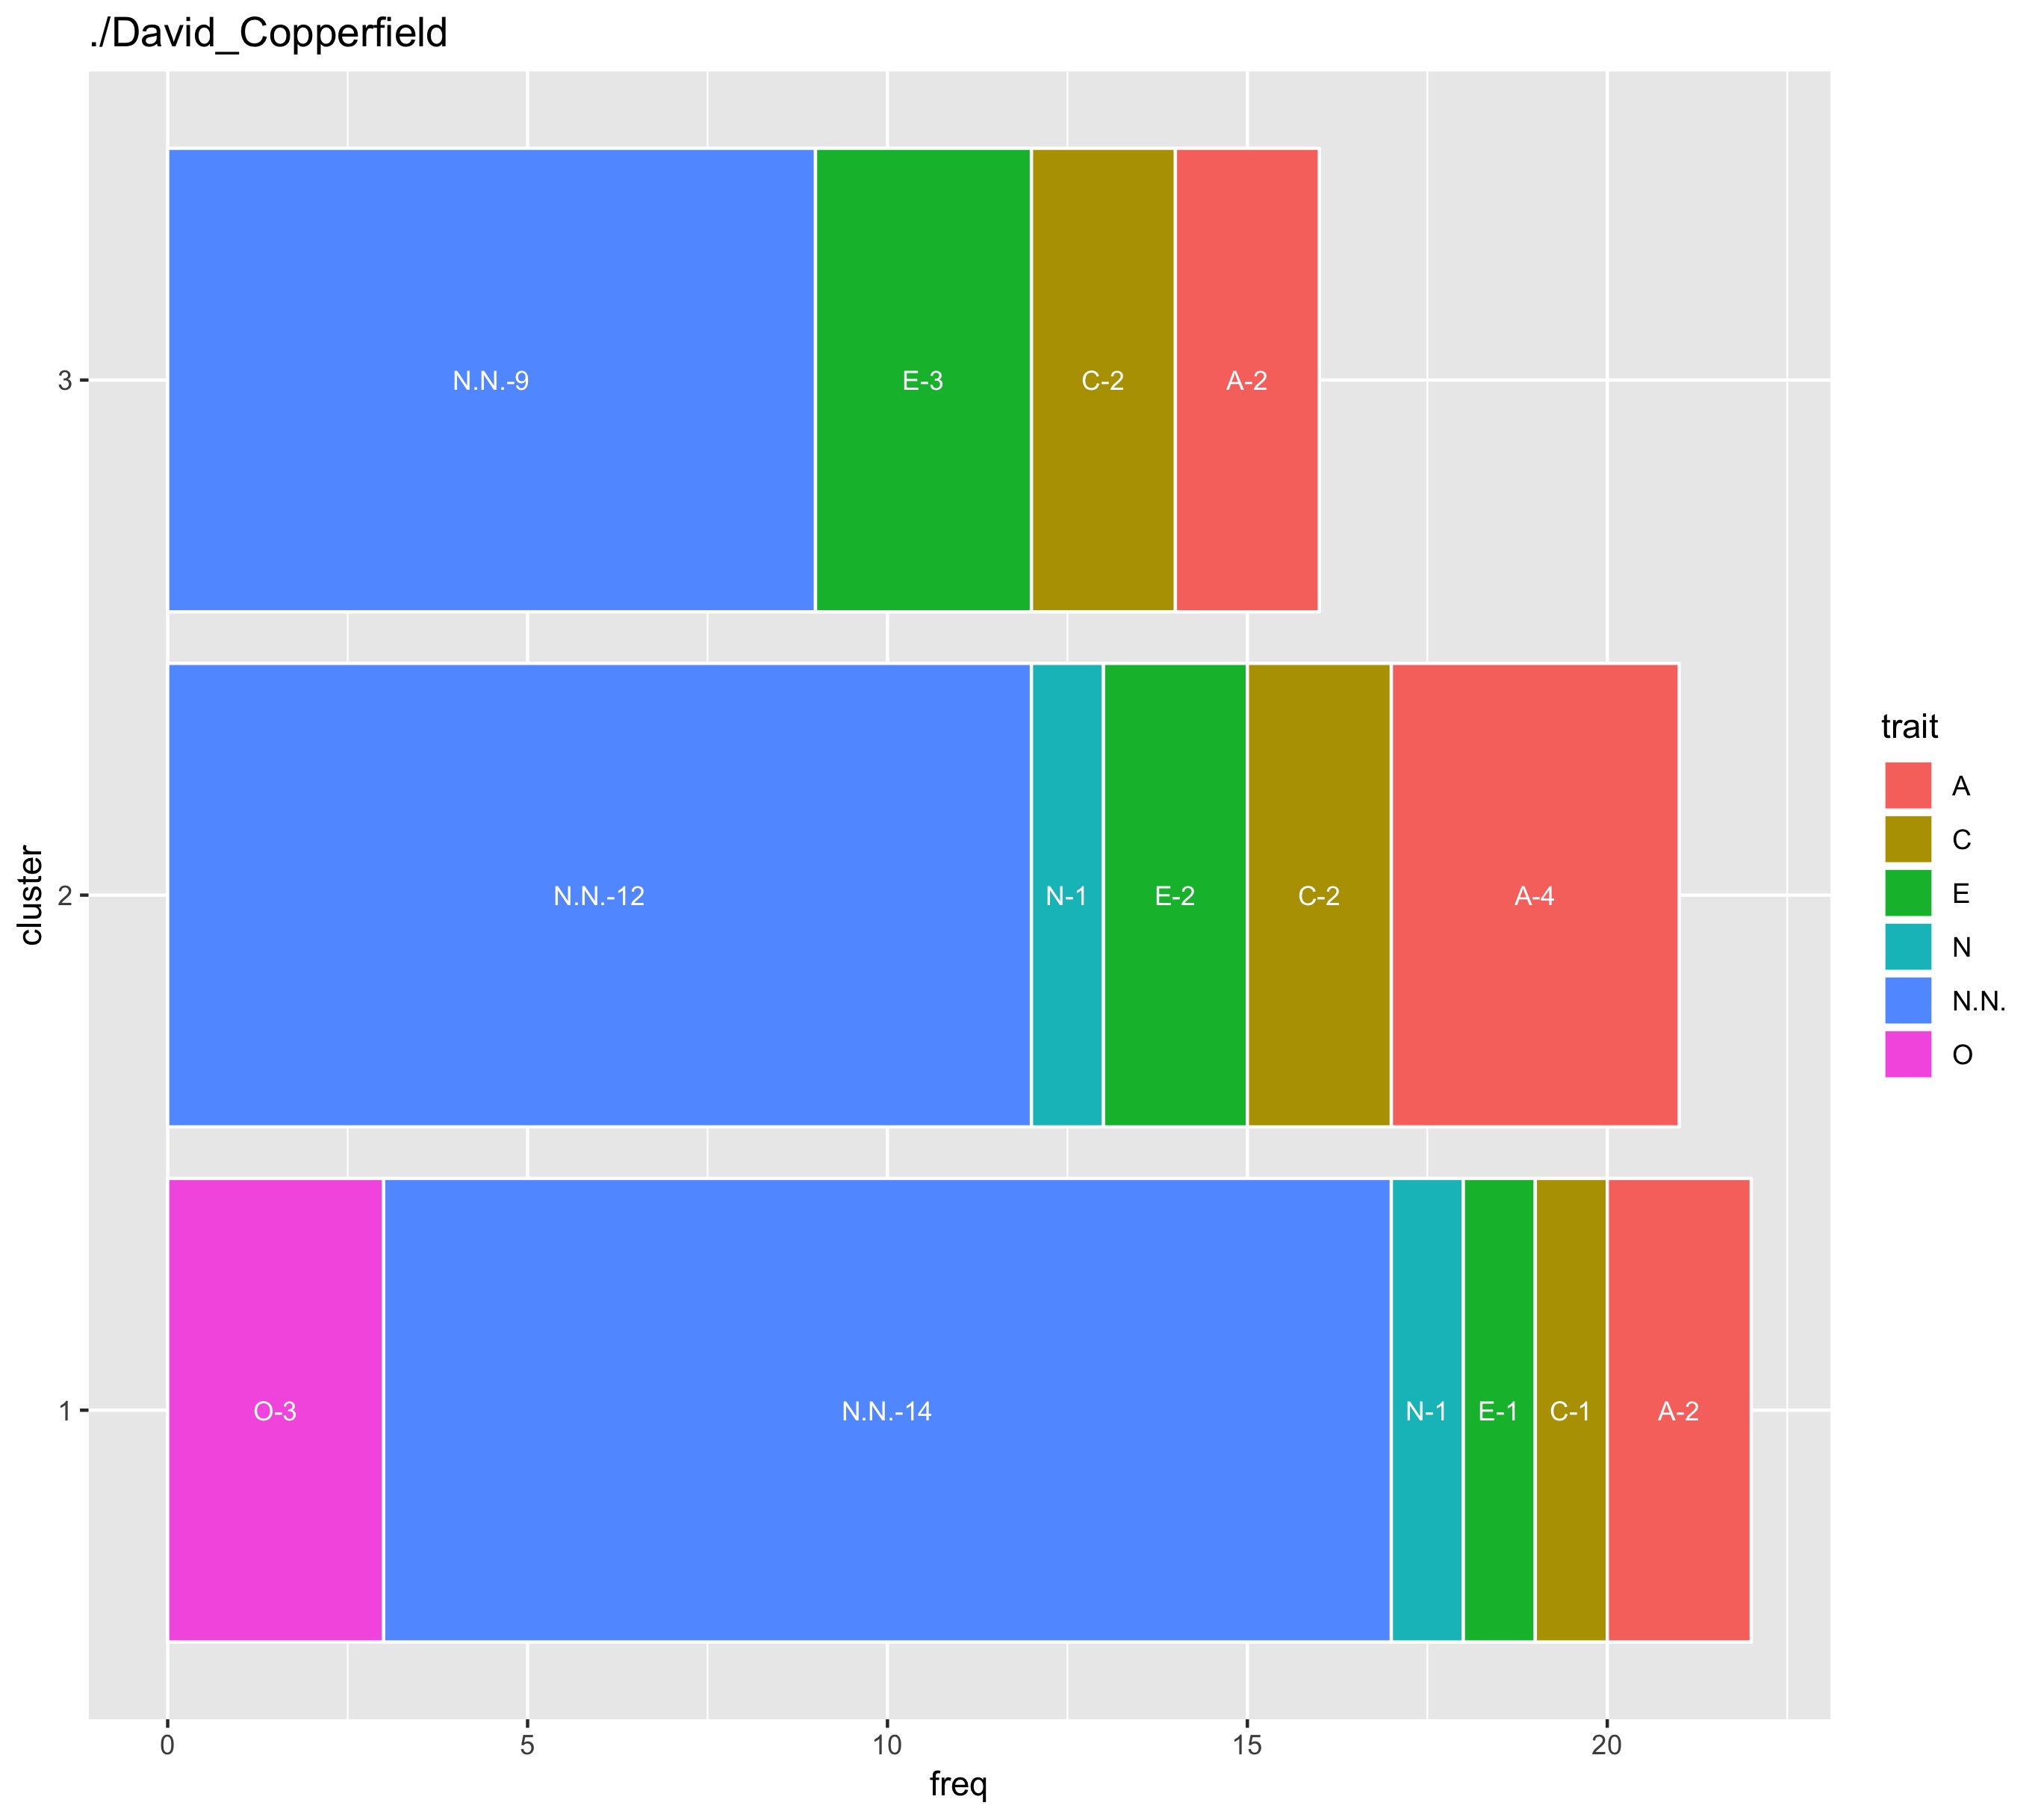 ./David_Copperfield
3
N.N.-9 E-3 C-2 A-2
cluster
2
N.N.-12 N-1 E-2 C-2 A-4
1
O-3 N.N.-14 N-1 E-1 C-1 A-2
0 5 10 15 20
freq
trait
A
C
E
N
N.N.
O